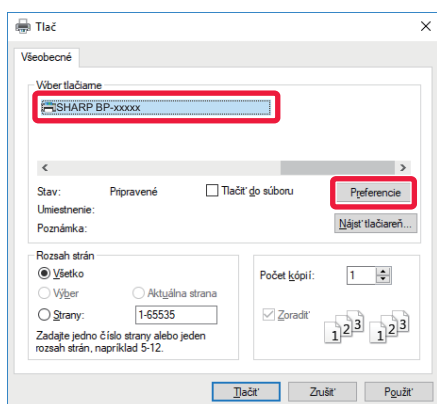 Tlač
Všeobecné
Výber tlačiarne
SHARP BP-xxxxx
Stav: Pripravené Tlačiť do súboru Preferencie
Umiestnenie:
Poznámka: Nájsť tlačiareň...
Rozsah strán
Všetko
Výber Aktuálna strana
Strany: 1-65535
Zadajte jedno číslo strany alebo jeden
rozsah strán, napríklad 5-12.
Počet kópií: 1
Zoradiť
1 2 3 1 2 3
Tlačiť Zrušiť Použiť